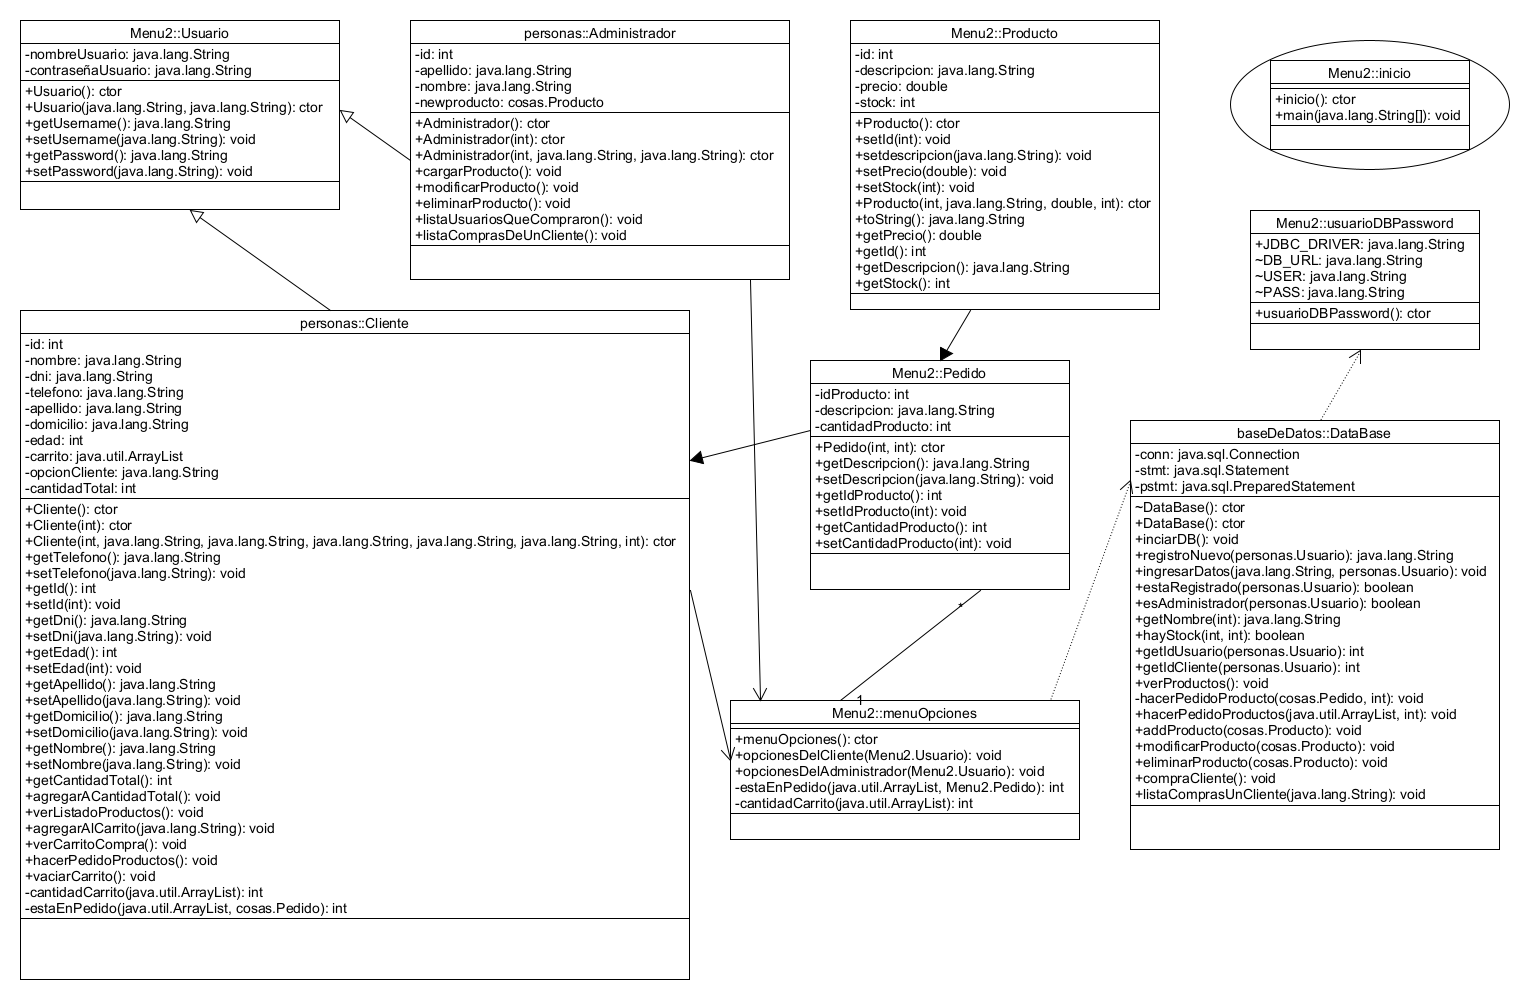 Menu2::Usuario
-nombreUsuario: java.lang.String
-contraseñaUsuario: java.lang.String
+Usuario(): ctor
+Usuario(java.lang.String, java.lang.String): ctor
+getUsername(): java.lang.String
+setUsername(java.lang.String): void
+getPassword(): java.lang.String
+setPassword(java.lang.String): void
personas::Administrador
-id: int
-apellido: java.lang.String
-nombre: java.lang.String
-newproducto: cosas.Producto
+Administrador(): ctor
+Administrador(int): ctor
+Administrador(int, java.lang.String, java.lang.String): ctor
+cargarProducto(): void
+modificarProducto(): void
+eliminarProducto(): void
+listaUsuariosQueCompraron(): void
+listaComprasDeUnCliente(): void
Menu2::Producto
-id: int
-descripcion: java.lang.String
-precio: double
-stock: int
+Producto(): ctor
+setId(int): void
+setdescripcion(java.lang.String): void
+setPrecio(double): void
+setStock(int): void
+Producto(int, java.lang.String, double, int): ctor
+toString(): java.lang.String
+getPrecio(): double
+getId(): int
+getDescripcion(): java.lang.String
+getStock(): int
Menu2::inicio
+inicio(): ctor
+main(java.lang.String[]): void
Menu2::usuarioDBPassword
+JDBC_DRIVER: java.lang.String
~DB_URL: java.lang.String
~USER: java.lang.String
~PASS: java.lang.String
+usuarioDBPassword(): ctor
personas::Cliente
-id: int
-nombre: java.lang.String
-dni: java.lang.String
-telefono: java.lang.String
-apellido: java.lang.String
-domicilio: java.lang.String
-edad: int
-carrito: java.util.ArrayList
-opcionCliente: java.lang.String
-cantidadTotal: int
+Cliente(): ctor
+Cliente(int): ctor
+Cliente(int, java.lang.String, java.lang.String, java.lang.String, java.lang.String, java.lang.String, int): ctor
+getTelefono(): java.lang.String
+setTelefono(java.lang.String): void
+getId(): int
+setId(int): void
+getDni(): java.lang.String
+setDni(java.lang.String): void
+getEdad(): int
+setEdad(int): void
+getApellido(): java.lang.String
+setApellido(java.lang.String): void
+getDomicilio(): java.lang.String
+setDomicilio(java.lang.String): void
+getNombre(): java.lang.String
+setNombre(java.lang.String): void
+getCantidadTotal(): int
+agregarACantidadTotal(): void
+verListadoProductos(): void
+agregarAlCarrito(java.lang.String): void
+verCarritoCompra(): void
+hacerPedidoProductos(): void
+vaciarCarrito(): void
-cantidadCarrito(java.util.ArrayList): int
-estaEnPedido(java.util.ArrayList, cosas.Pedido): int
Menu2::Pedido
-idProducto: int
-descripcion: java.lang.String
-cantidadProducto: int
+Pedido(int, int): ctor
+getDescripcion(): java.lang.String
+setDescripcion(java.lang.String): void
+getIdProducto(): int
+setIdProducto(int): void
+getCantidadProducto(): int
+setCantidadProducto(int): void
*
1
Menu2::menuOpciones
+menuOpciones(): ctor
+opcionesDelCliente(Menu2.Usuario): void
+opcionesDelAdministrador(Menu2.Usuario): void
-estaEnPedido(java.util.ArrayList, Menu2.Pedido): int
-cantidadCarrito(java.util.ArrayList): int
baseDeDatos::DataBase
-conn: java.sql.Connection
-stmt: java.sql.Statement
-pstmt: java.sql.PreparedStatement
~DataBase(): ctor
+DataBase(): ctor
+inciarDB(): void
+registroNuevo(personas.Usuario): java.lang.String
+ingresarDatos(java.lang.String, personas.Usuario): void
+estaRegistrado(personas.Usuario): boolean
+esAdministrador(personas.Usuario): boolean
+getNombre(int): java.lang.String
+hayStock(int, int): boolean
+getIdUsuario(personas.Usuario): int
+getIdCliente(personas.Usuario): int
+verProductos(): void
-hacerPedidoProducto(cosas.Pedido, int): void
+hacerPedidoProductos(java.util.ArrayList, int): void
+addProducto(cosas.Producto): void
+modificarProducto(cosas.Producto): void
+eliminarProducto(cosas.Producto): void
+compraCliente(): void
+listaComprasUnCliente(java.lang.String): void